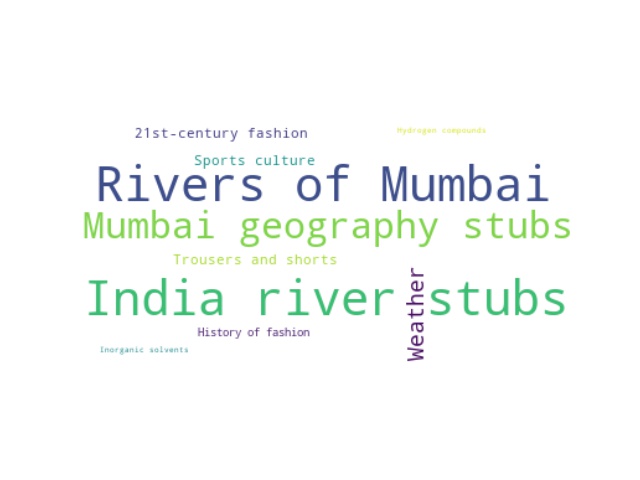 21st-century fashion
Hydrogen compounds
Sports culture
Rivers of Mumbai
Mumbai geography stubs
Trousers and shorts
India river stubs
Weather
History of fashion
Inorganic solvents